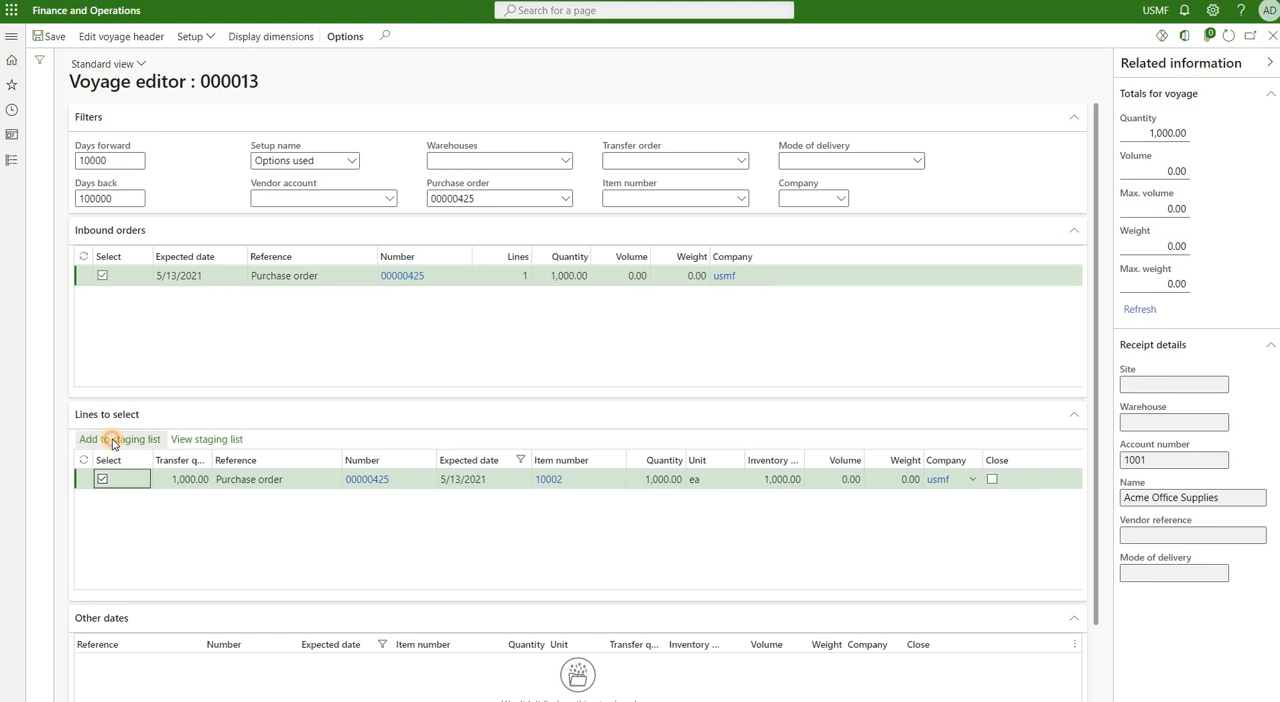 Finance and Operations
Search for a page
USMF
AD
Save
Edit voyage header
Setup
Display dimensions
Options
0
Standard view
Voyage editor : 000013
Filters
Days forward
Setup name
Warehouses
Transfer order
Mode of delivery
10000
Options used
Days back
Vendor account
Purchase order
Item number
Company
100000
00000425
Inbound orders
Select Expected date Reference Number Lines Quantity Volume Weight Company
5/13/2021 Purchase order 00000425 1 1,000.00 0.00 0.00 usmf
Lines to select
Add to staging list View staging list
Select Transfer q... Reference Number Expected date Item number Quantity Unit Inventory ... Volume Weight Company Close
1,000.00 Purchase order 00000425 5/13/2021 10002 1,000.00 ea 1,000.00 0.00 0.00 usmf
Other dates
Reference Number Expected date Item number Quantity Unit Transfer q... Inventory ... Volume Weight Company Close
Related information
Totals for voyage
Quantity
1,000.00
Volume
0.00
Max. volume
0.00
Weight
0.00
Max. weight
0.00
Refresh
Receipt details
Site
Warehouse
Account number
1001
Name
Acme Office Supplies
Vendor reference
Mode of delivery